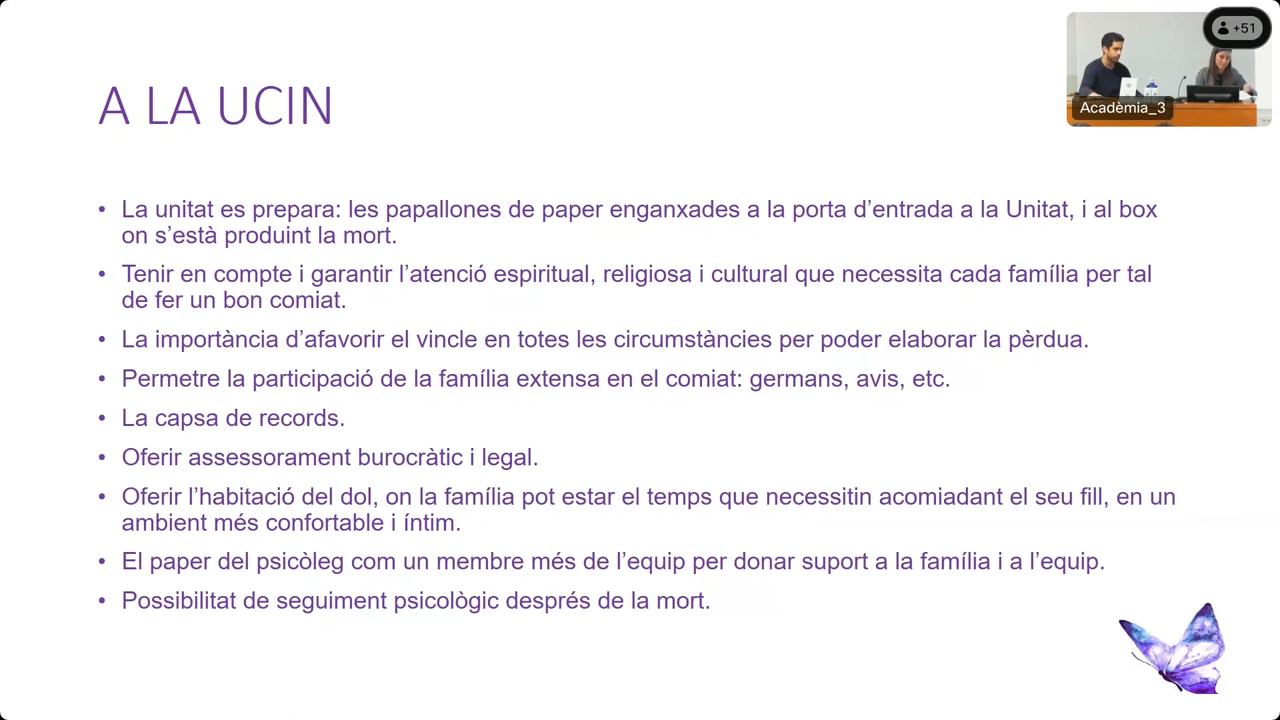 +51
Acadèmia_3
A LA UCIN
• La unitat es prepara: les papallones de paper enganxades a la porta d’entrada a la Unitat, i al box
on s’està produint la mort.
• Tenir en compte i garantir l’atenció espiritual, religiosa i cultural que necessita cada família per tal
de fer un bon comiat.
• La importància d’afavorir el vincle en totes les circumstàncies per poder elaborar la pèrdua.
• Permetre la participació de la família extensa en el comiat: germans, avis, etc.
• La capsa de records.
• Oferir assessorament burocràtic i legal.
• Oferir l’habitació del dol, on la família pot estar el temps que necessitin acomiadant el seu fill, en un
ambient més confortable i íntim.
• El paper del psicòleg com un membre més de l’equip per donar suport a la família i a l’equip.
• Possibilitat de seguiment psicològic després de la mort.